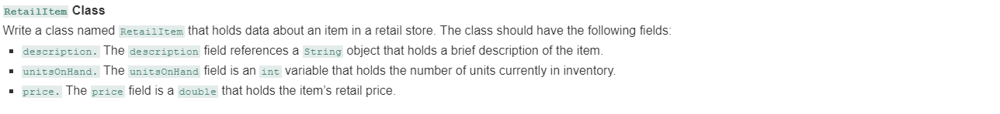 RetailItem Class
Write a class named RetailItem that holds data about an item in a retail store. The class should have the following fields:
▪ description. The description field references a String object that holds a brief description of the item.
▪ unitsOnHand. The unitsOnHand field is an int variable that holds the number of units currently in inventory.
▪ price. The price field is a double that holds the item’s retail price.